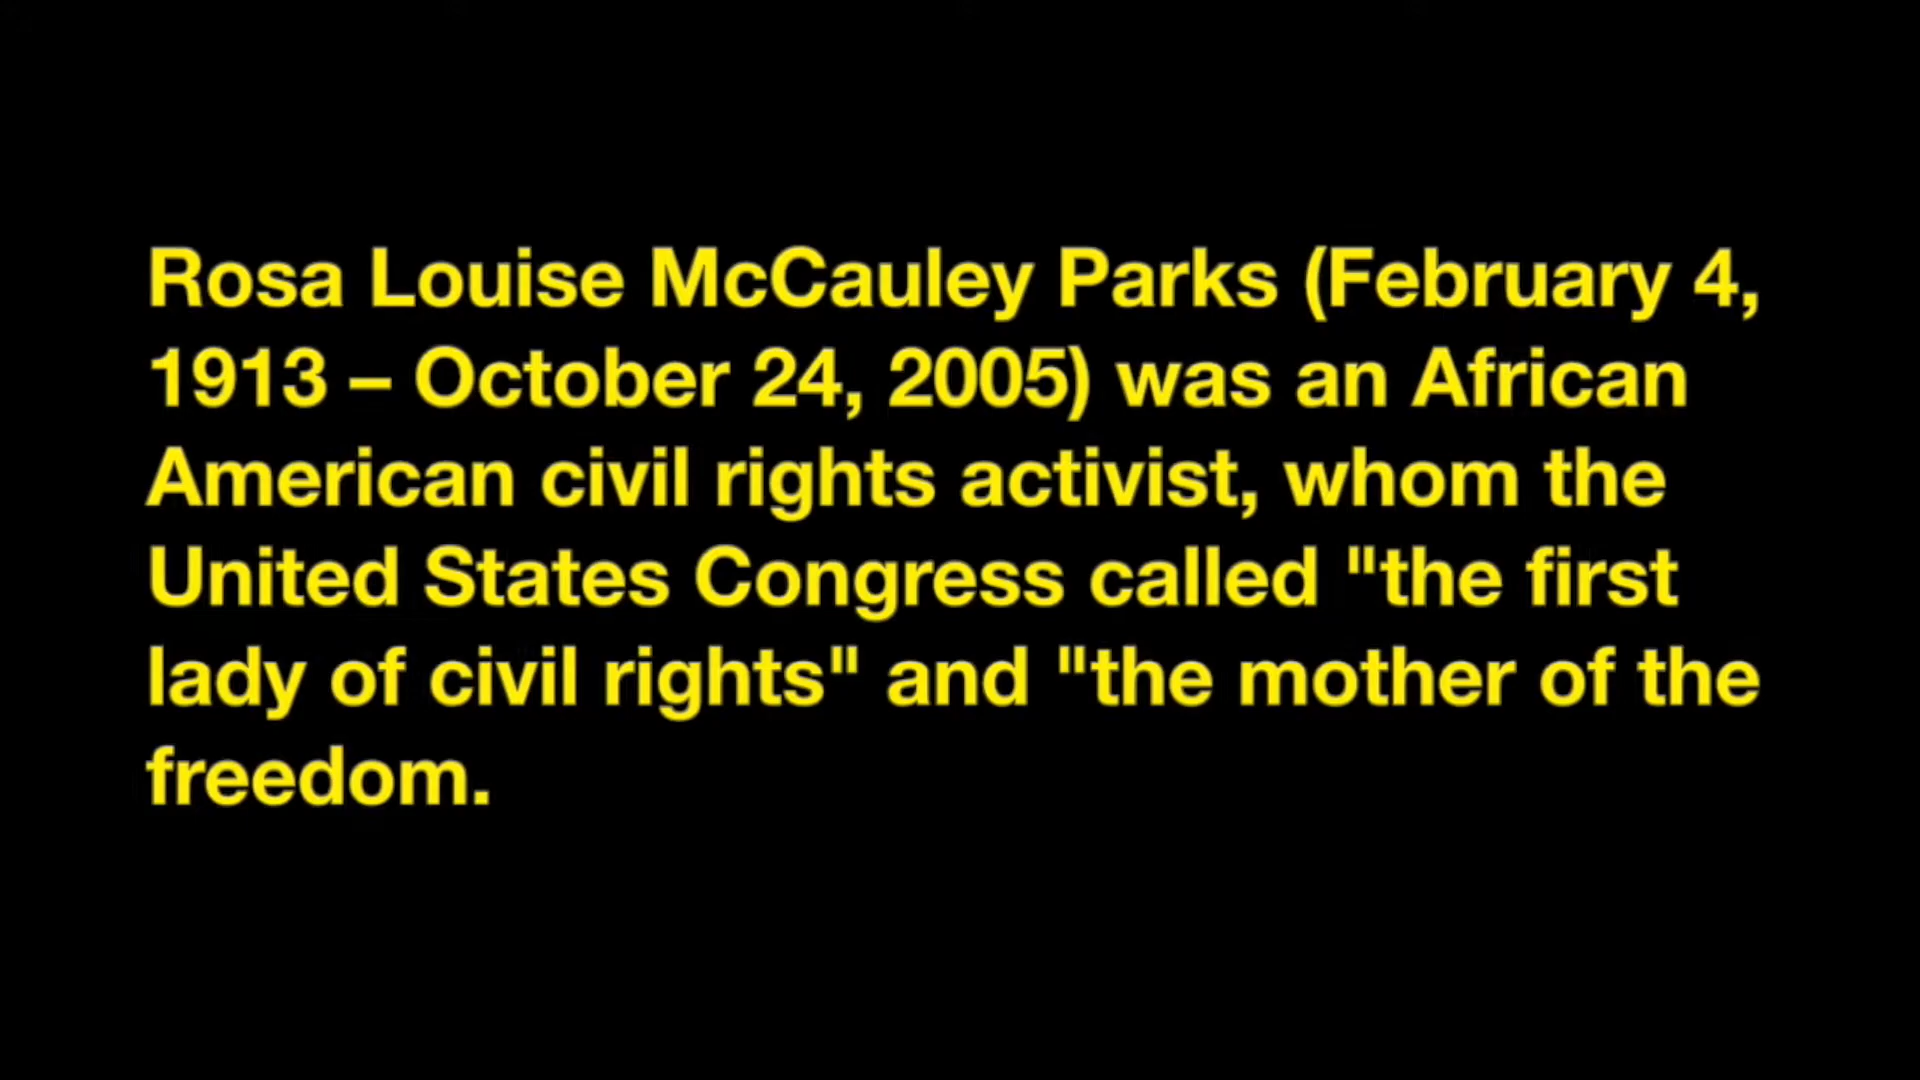 Rosa Louise McCauley Parks (February 4,
1913 – October 24, 2005) was an African
American civil rights activist, whom the
United States Congress called "the first
lady of civil rights" and "the mother of the
freedom.